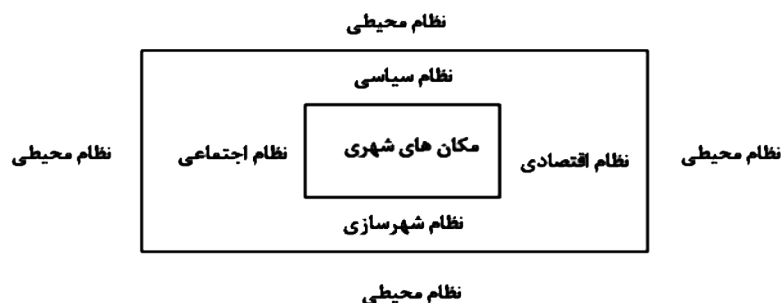 نظام محیطی
نظام سیاسی
نظام محیطی
نظام اقتصادی
مکان های شهری
نظام اجتماعی
نظام محیطی
نظام شهرسازی
نظام محیطی